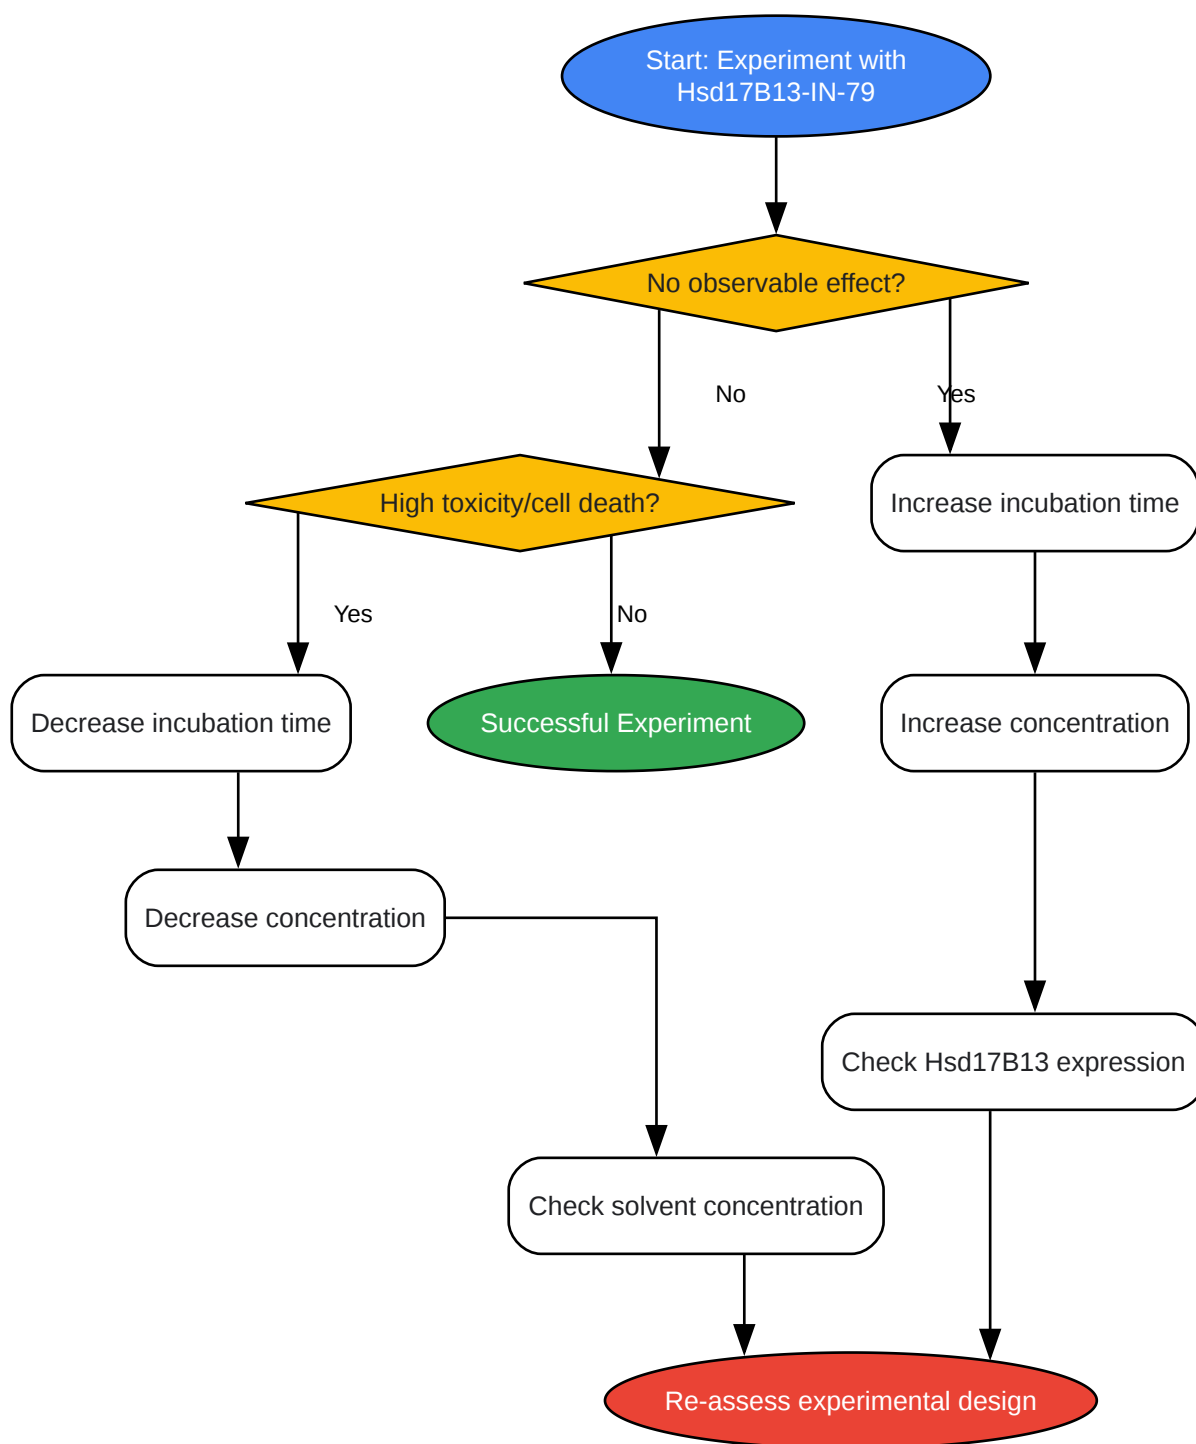 Start: Experiment with
Hsd17B13-IN-79
No observable effect?
No
Yes
High toxicity/cell death?
Increase incubation time
Yes
No
Decrease incubation time
Successful Experiment
Increase concentration
Decrease concentration
Check Hsd17B13 expression
Check solvent concentration
Re-assess experimental design